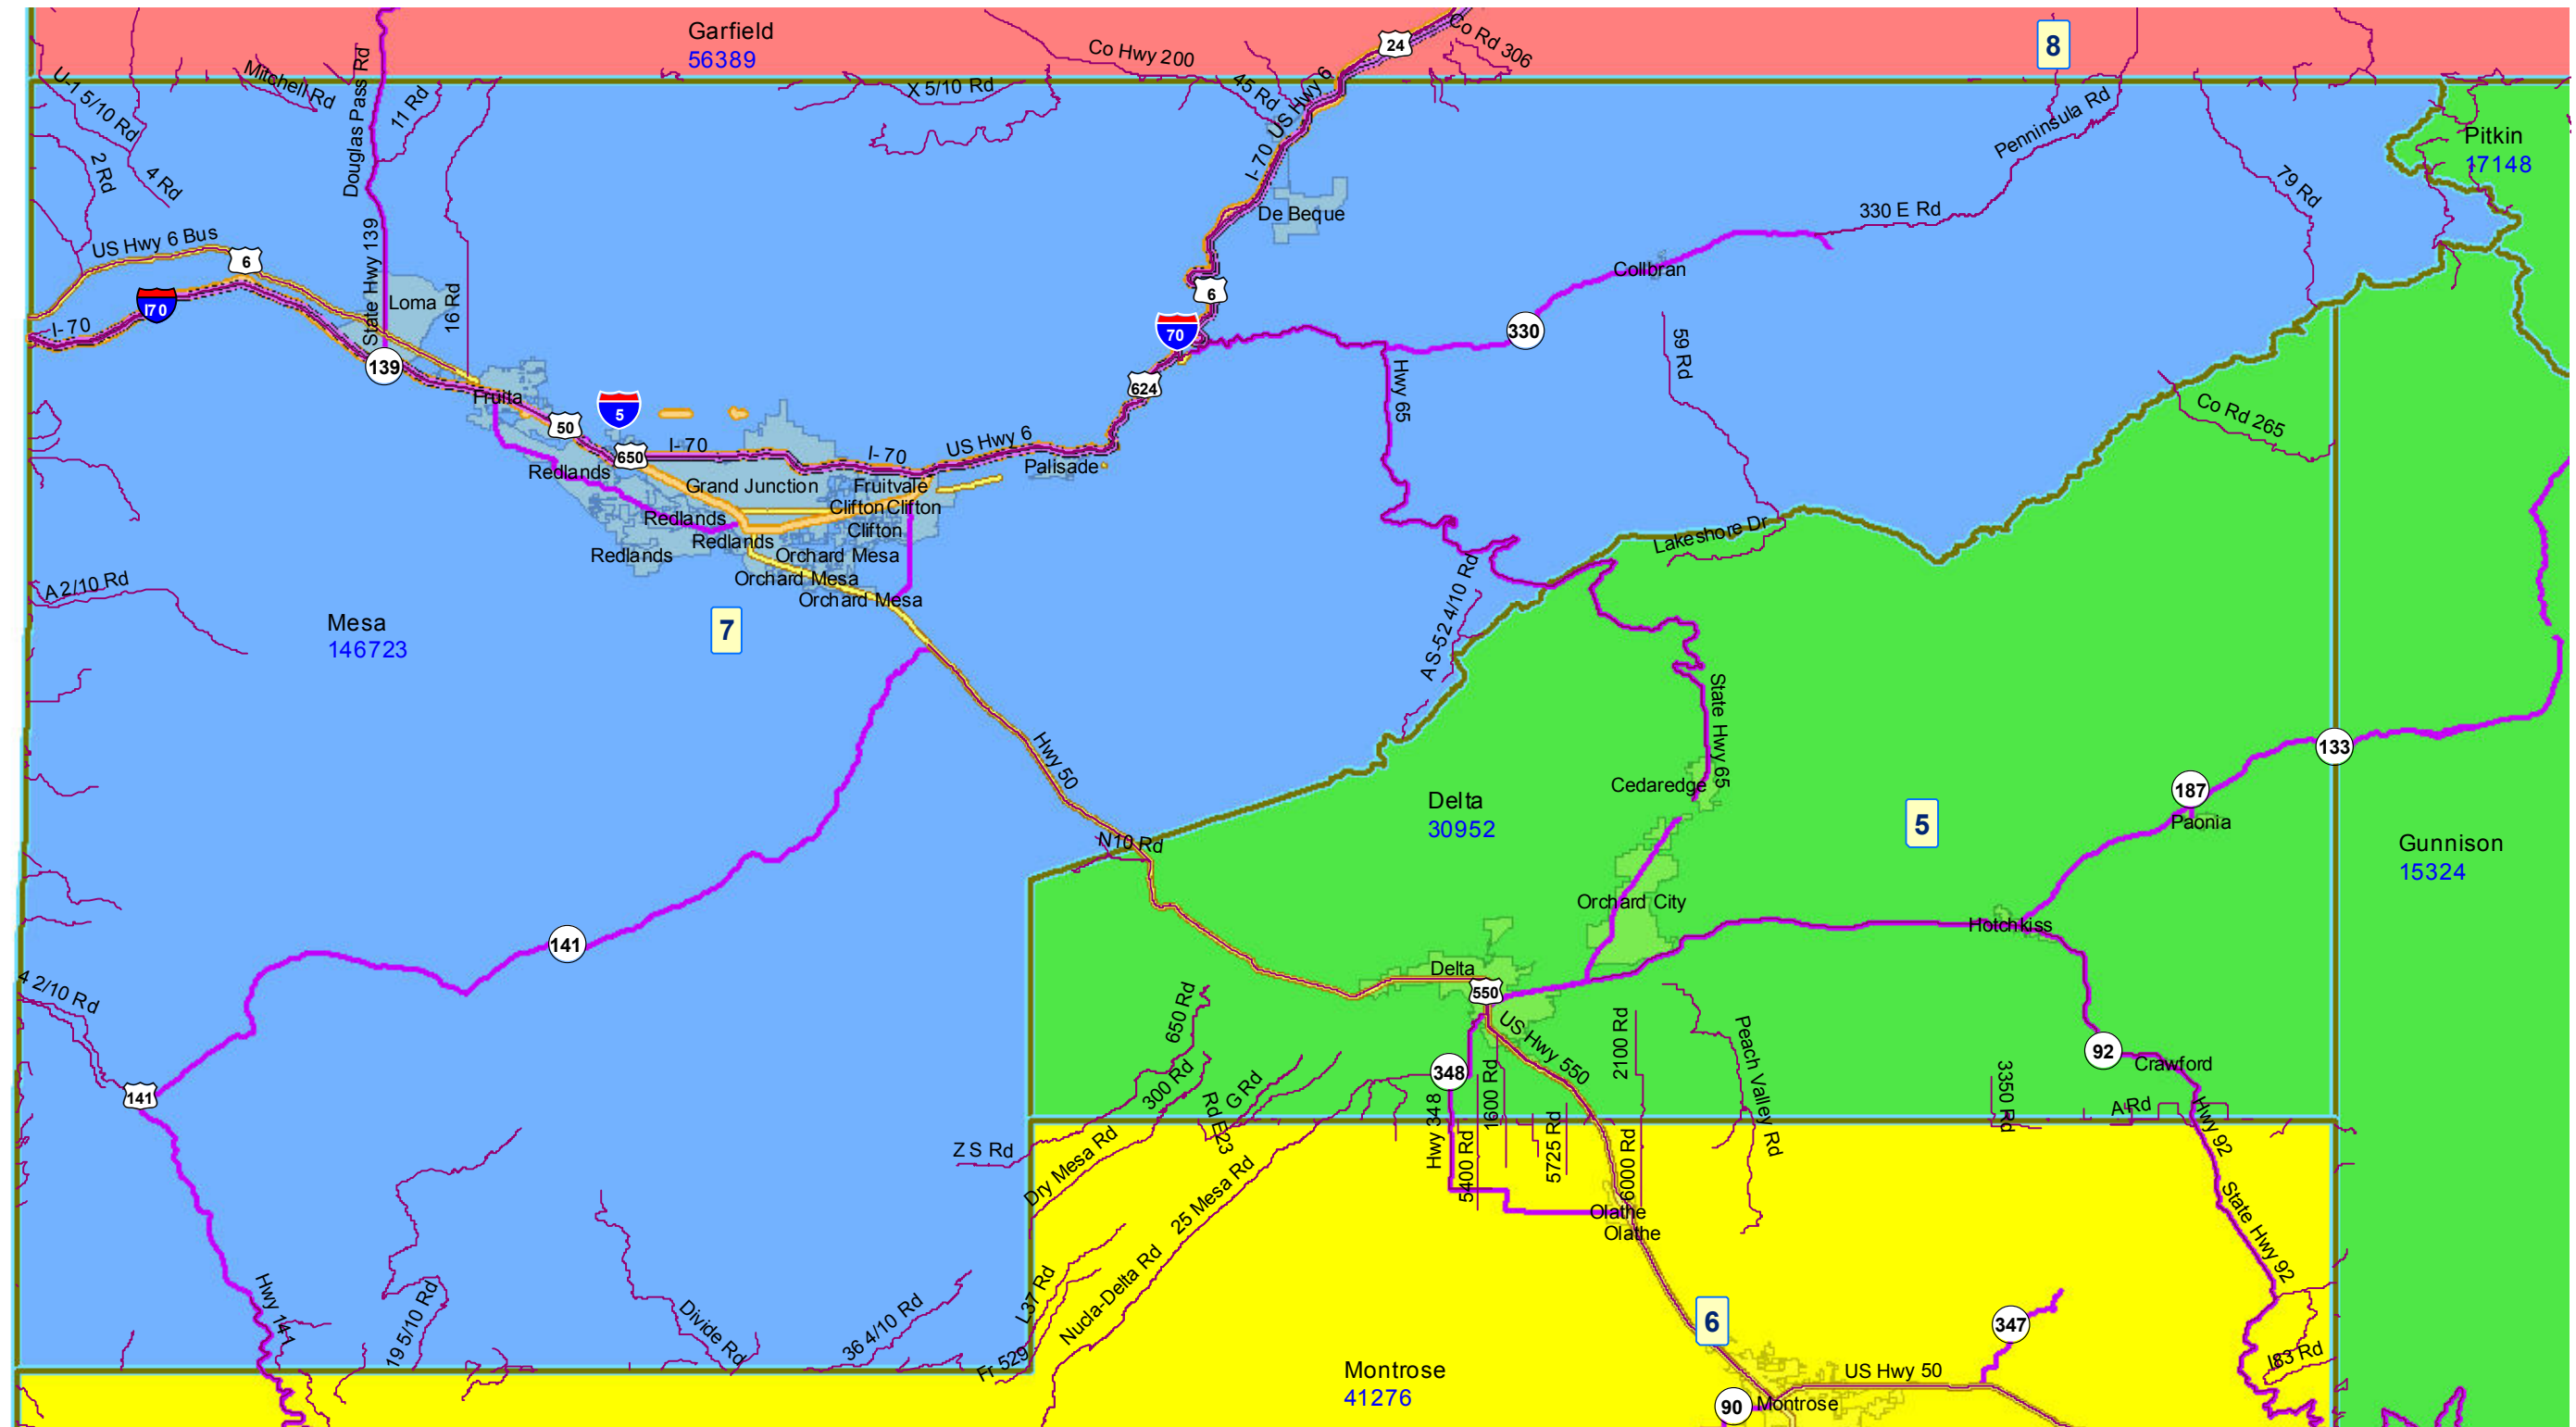 Garfield
56389
24
Co Rd 306
8
Co Hwy 200
U-1 5/10 Rd
Mitchell Rd
Douglas Pass Rd
11 Rd
X 5/10 Rd
45 Rd
US Hwy 6
I-70
Penninsula Rd
Pitkin
17148
2 Rd
4 Rd
79 Rd
De Beque
330 E Rd
US Hwy 6 Bus
6
State Hwy 139
Collbran
I70
Loma
16 Rd
6
I-70
70
330
139
59 Rd
624
Hwy 65
Fruita
5
50
Co Rd 265
650
I-70
I-70
US Hwy 6
Palisade
Redlands
Grand Junction
Fruitvale
Clifton
Clifton
Redlands
Clifton
Redlands
Lakeshore Dr
Redlands
Orchard Mesa
Orchard Mesa
Orchard Mesa
A 2/10 Rd
A S-52 4/10 Rd
Mesa
146723
7
State Hwy 65
Hwy 50
133
Cedaredge
187
Delta
30952
5
Paonia
N10 Rd
Gunnison
15324
Orchard City
Hotchkiss
141
Delta
550
4 2/10 Rd
650 Rd
US Hwy 550
2100 Rd
Peach Valley Rd
92
Crawford
348
300 Rd
G Rd
1600 Rd
3350 Rd
141
Rd E23
A Rd
Hwy 348
5725 Rd
Hwy 92
Z S Rd
Dry Mesa Rd
5400 Rd
6000 Rd
25 Mesa Rd
Olathe
Olathe
State Hwy 92
Hwy 141
L37 Rd
Nucla-Delta Rd
19 5/10 Rd
Divide Rd
36 4/10 Rd
6
347
Fr 529
Montrose
41276
US Hwy 50
90
Montrose